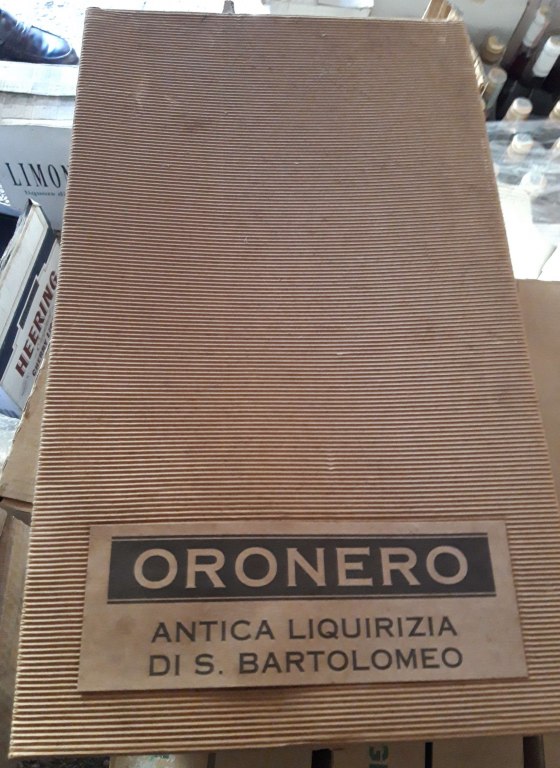 LIMON
HEERING
ORONERO
ANTICA LIQUIRIZIA
DI S. BARTOLOMEO